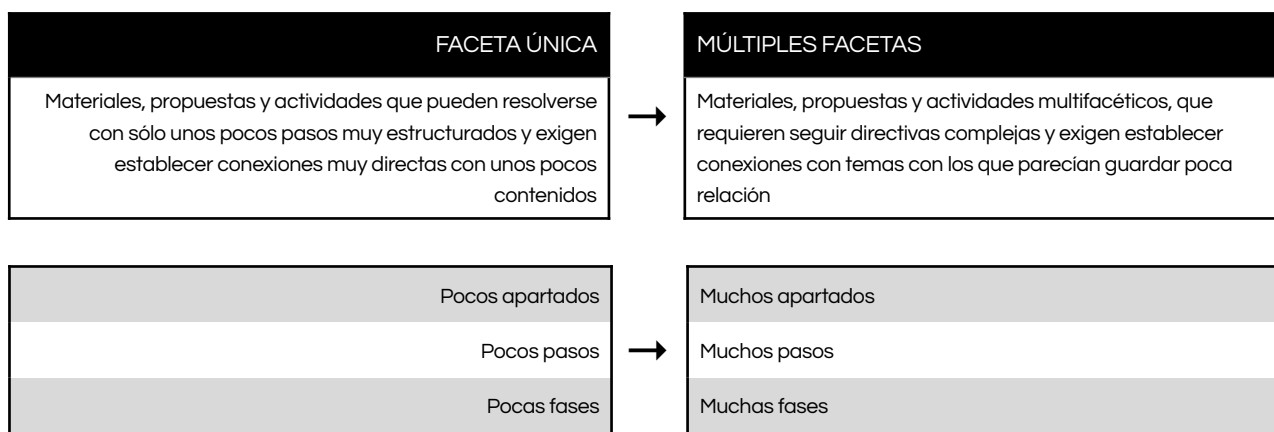 FACETA ÚNICA
Materiales, propuestas y actividades que pueden resolverse
con sólo unos pocos pasos muy estructurados y exigen
establecer conexiones muy directas con unos pocos
contenidos
MÚLTIPLES FACETAS
Materiales, propuestas y actividades multifacéticos, que
requieren seguir directivas complejas y exigen establecer
conexiones con temas con los que parecían guardar poca
relación
Pocos apartados
Muchos apartados
Pocos pasos
Muchos pasos
Pocas fases
Muchas fases